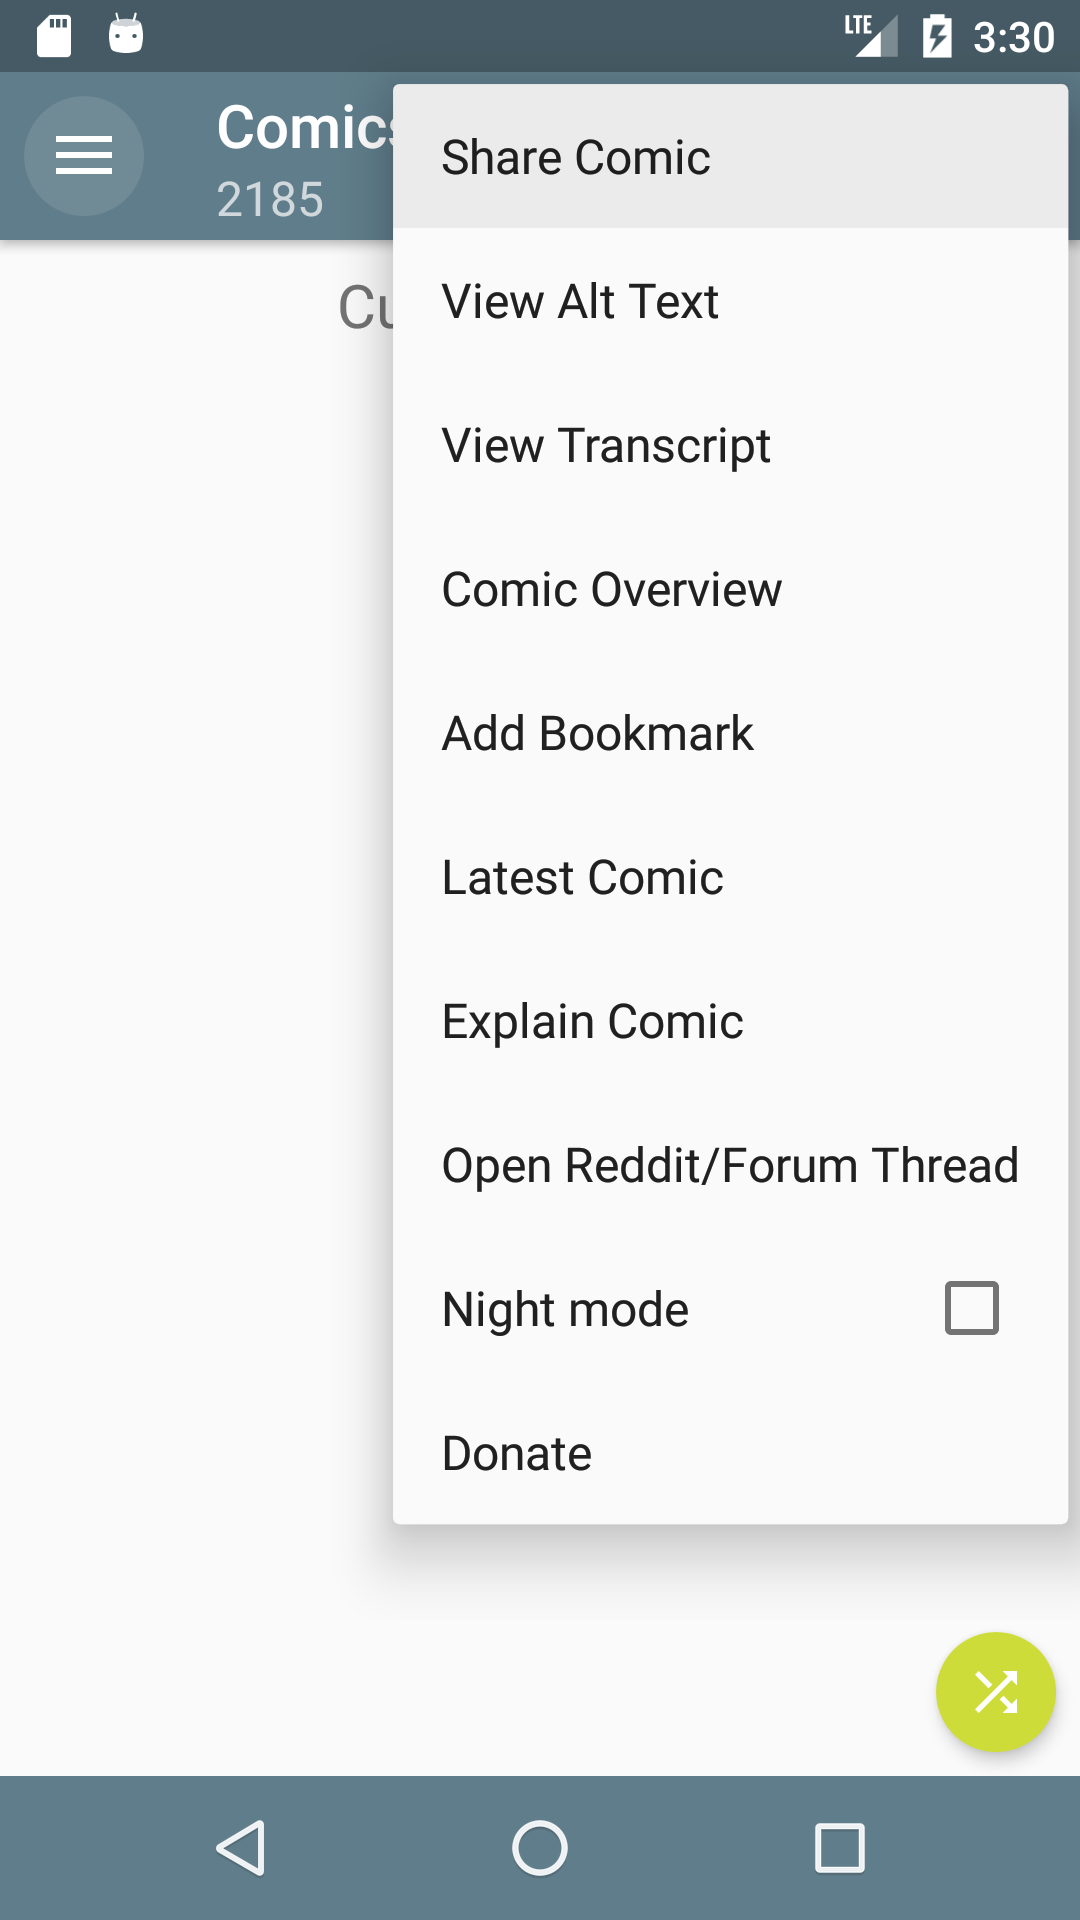 LTE 3:30
Comics
2185
Cu
Share Comic
View Alt Text
View Transcript
Comic Overview
Add Bookmark
Latest Comic
Explain Comic
Open Reddit/Forum Thread
Night mode
Donate